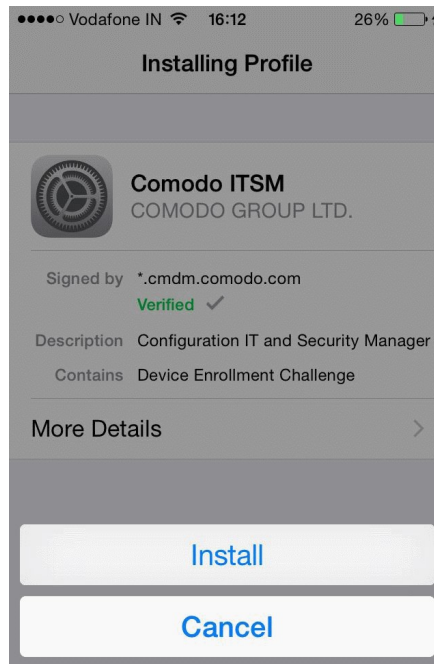 Vodafone IN 16:12 26%
Installing Profile
Comodo ITSM
COMODO GROUP LTD.
Signed by *.cmdm.comodo.com
Verified
Description Configuration IT and Security Manager
Contains Device Enrollment Challenge
More Details
Install
Cancel